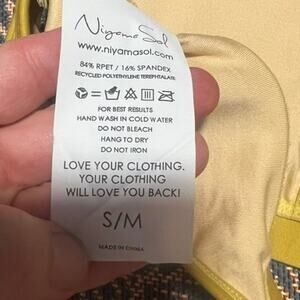 Niyama Sol
www.niyamasol.com
84% RPET / 16% SPANDEX
RECYCLED POLYETHYLENE TEREPHTALATE
FOR BEST RESULTS
HAND WASH IN COLD WATER
DO NOT BLEACH
HANG TO DRY
DO NOT IRON
LOVE YOUR CLOTHING.
YOUR CLOTHING
WILL LOVE YOU BACK!
S/M
MADE IN CHINA